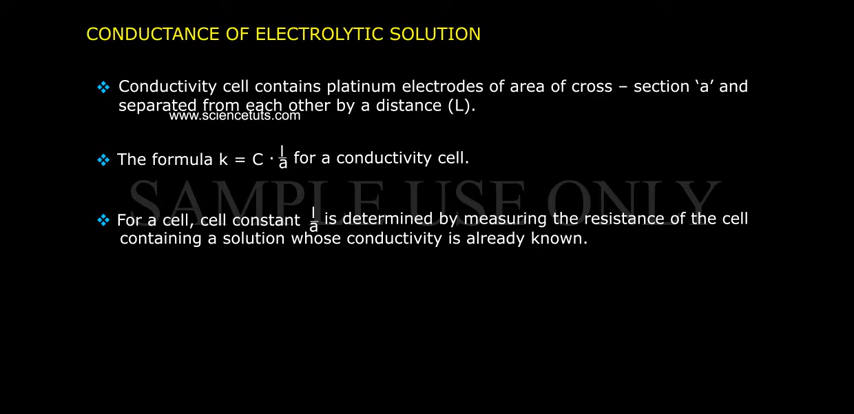 CONDUCTANCE OF ELECTROLYTIC SOLUTION
❖ Conductivity cell contains platinum electrodes of area of cross – section ‘a’ and
separated from each other by a distance (L).
www.sciencetuts.com
❖ The formula k = C · l/a for a conductivity cell.
SAMPLE USE ONLY
❖ For a cell, cell constant l/a is determined by measuring the resistance of the cell
containing a solution whose conductivity is already known.